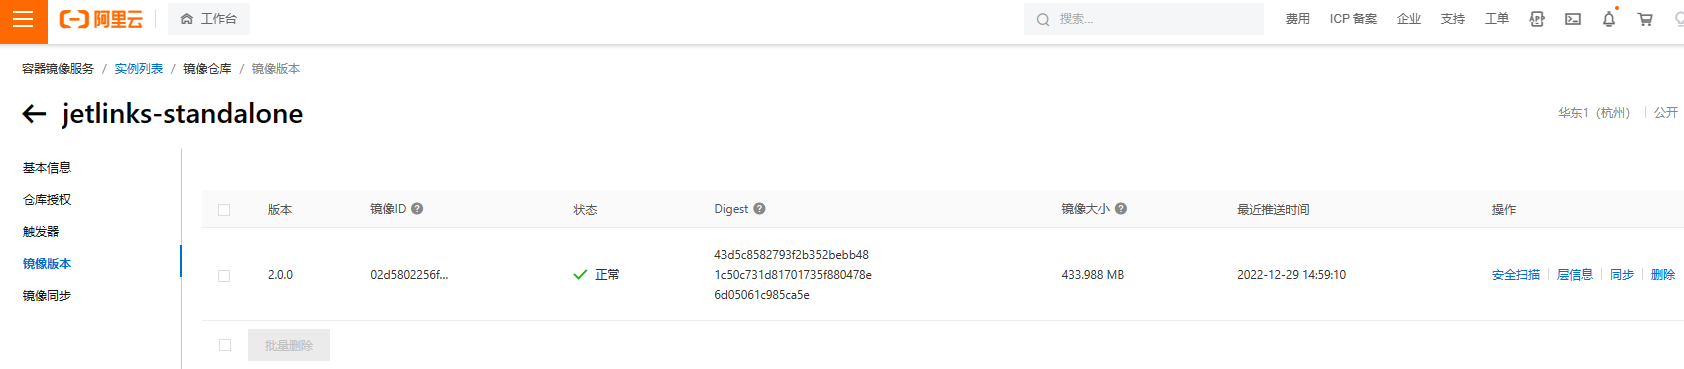 阿里云 工作台 搜索... 费用 ICP 备案 企业 支持 工单
容器镜像服务 / 实例列表 / 镜像仓库 / 镜像版本
jetlinks-standalone 华东1（杭州） 公开
基本信息
仓库授权
触发器
镜像版本
镜像同步
版本 镜像ID 状态 Digest 镜像大小 最近推送时间 操作
2.0.0 02d5802256f... 正常 43d5c8582793f2b352bebb48 433.988 MB 2022-12-29 14:59:10 安全扫描 层信息 同步 删除
1c50c731d81701735f880478e
6d05061c985ca5e
批量删除